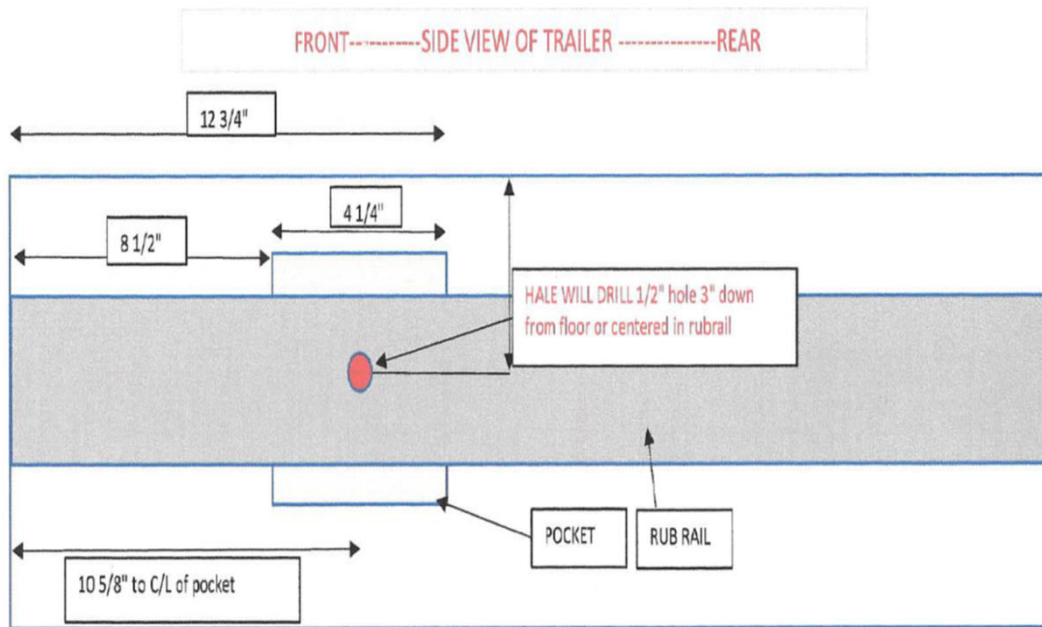 FRONT----------SIDE VIEW OF TRAILER --------------REAR
12 3/4"
4 1/4"
8 1/2"
HALE WILL DRILL 1/2" hole 3" down
from floor or centered in rubrail
POCKET
RUB RAIL
10 5/8" to C/L of pocket